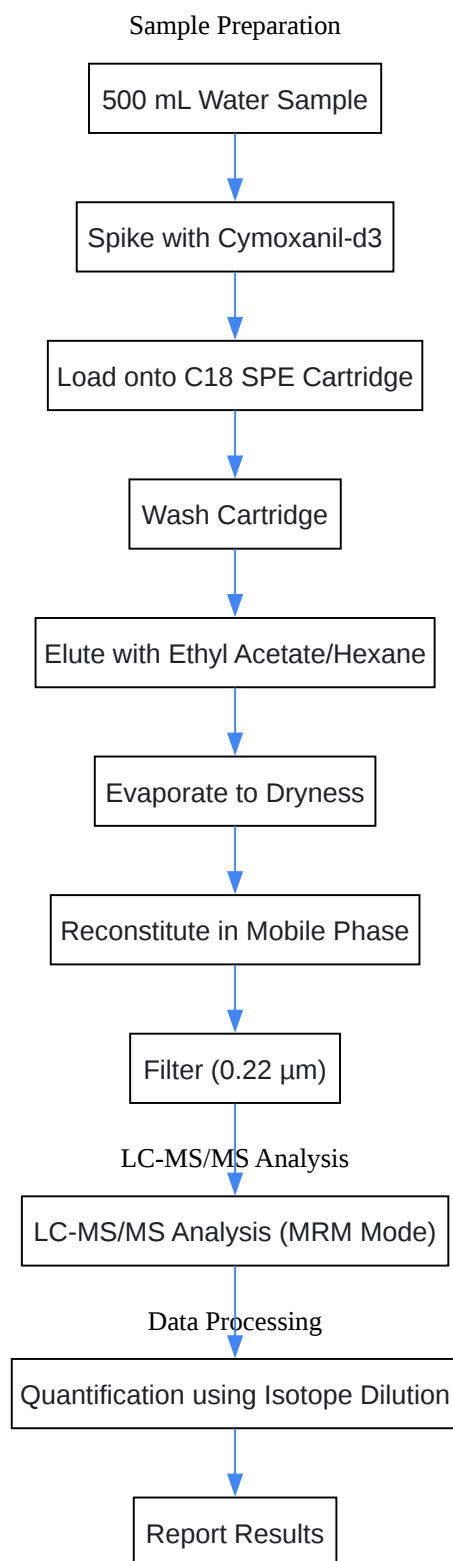 Sample Preparation
500 mL Water Sample
Spike with Cymoxanil-d3
Load onto C18 SPE Cartridge
Wash Cartridge
Elute with Ethyl Acetate/Hexane
Evaporate to Dryness
Reconstitute in Mobile Phase
Filter (0.22 µm)
LC-MS/MS Analysis
LC-MS/MS Analysis (MRM Mode)
Data Processing
Quantification using Isotope Dilution
Report Results